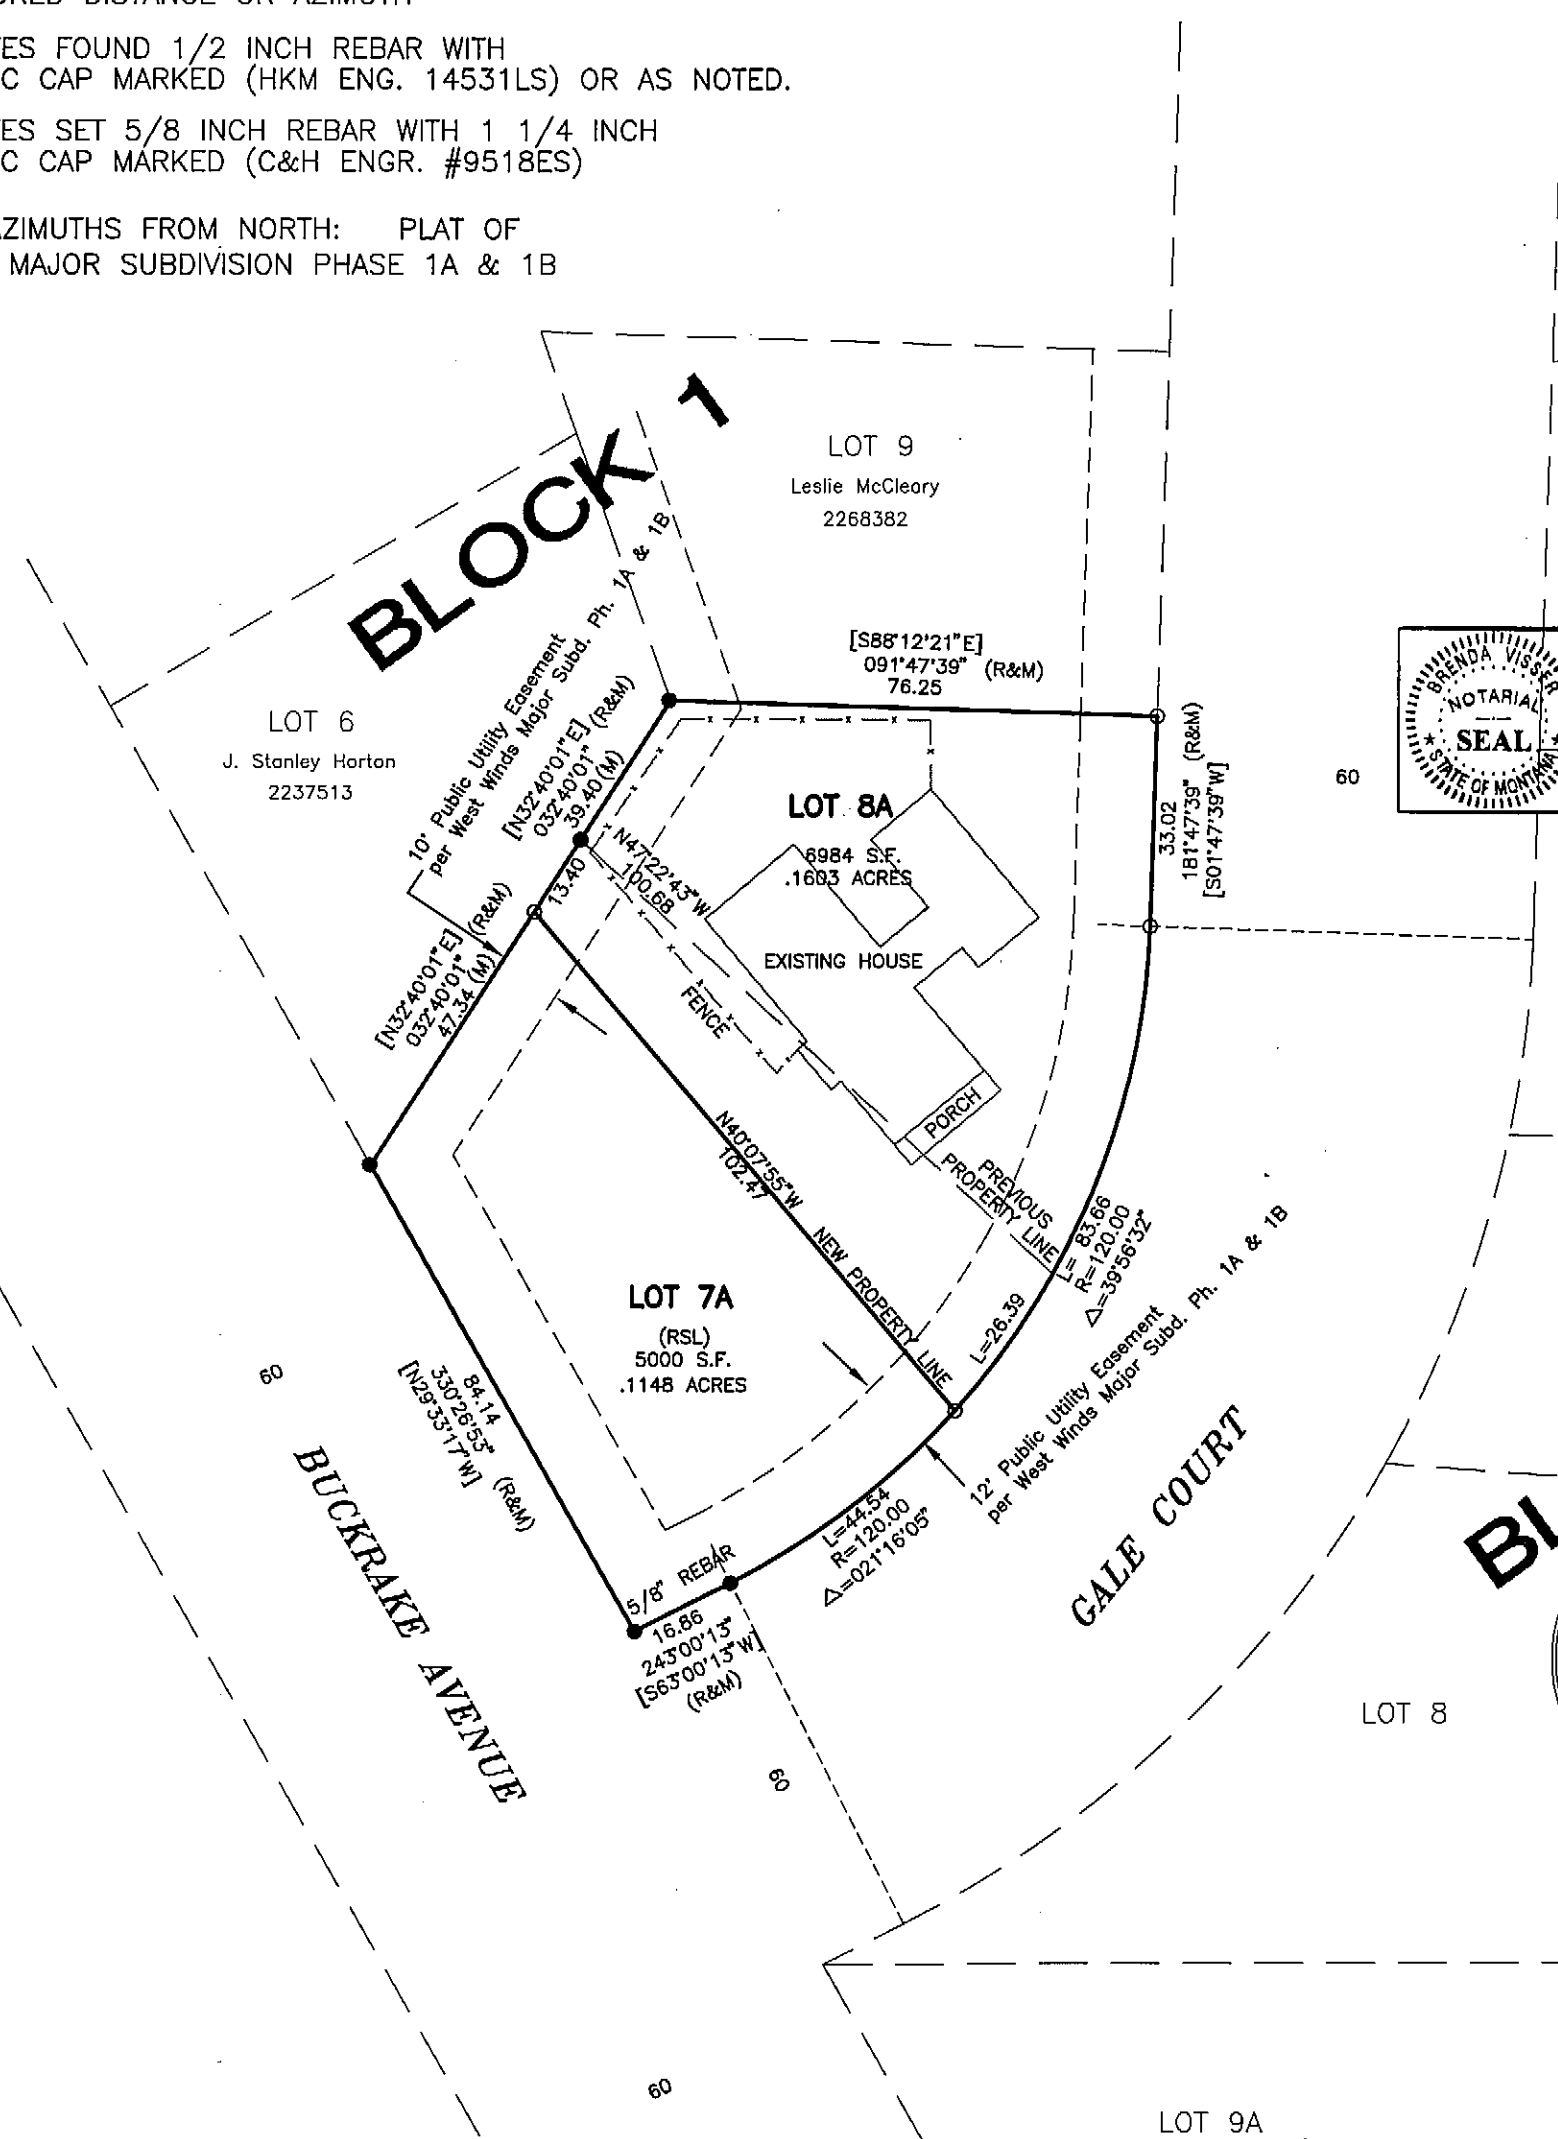 ES FOUND 1/2 INCH REBAR WITH
C CAP MARKED (HKM ENG. 14531LS) OR AS NOTED.
ES SET 5/8 INCH REBAR WITH 1 1/4 INCH
C CAP MARKED (C&H ENGR. #9518ES)
AZIMUTHS FROM NORTH: PLAT OF
MAJOR SUBDIVISION PHASE 1A & 1B
BLOCK 1
LOT 9
Leslie McCleary
2268382
LOT 6
J. Stanley Horton
2237513
10' Public Utility Easement
per West Winds Major Subd. Ph. 1A & 1B
[N32°40'01"E]
032°40'01" (R&M)
39.40 (M)
13.40
[S88°12'21"E]
091°47'39" (R&M)
76.25
33.02
181°47'39" (R&M)
[S01°47'39"W]
60
BRENDA VISSER
NOTARIAL
SEAL
STATE OF MONTANA
LOT 8A
6984 S.F.
.1603 ACRES
N47°22'43"W
100.68
EXISTING HOUSE
FENCE
PORCH
[N32°40'01"E]
032°40'01" (R&M)
47.34 (M)
N40°07'55"W
102.47
NEW PROPERTY LINE
PREVIOUS
PROPERTY LINE
L= 83.66
R=120.00
Δ=39°56'32"
L=26.39
LOT 7A
(RSL)
5000 S.F.
.1148 ACRES
84.14
330°26'53" (R&M)
[N29°33'17"W]
60
12' Public Utility Easement
per West Winds Major Subd. Ph. 1A & 1B
L=44.54
R=120.00
Δ=021°16'05"
5/8" REBAR
16.86
243°00'13"
[S63°00'13"W]
(R&M)
BUCKRAKE AVENUE
GALE COURT
BL
LOT 8
60
60
LOT 9A